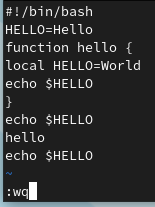 #!/bin/bash
HELLO=Hello
function hello {
local HELLO=World
echo $HELLO
}
echo $HELLO
hello
echo $HELLO
~
:wq